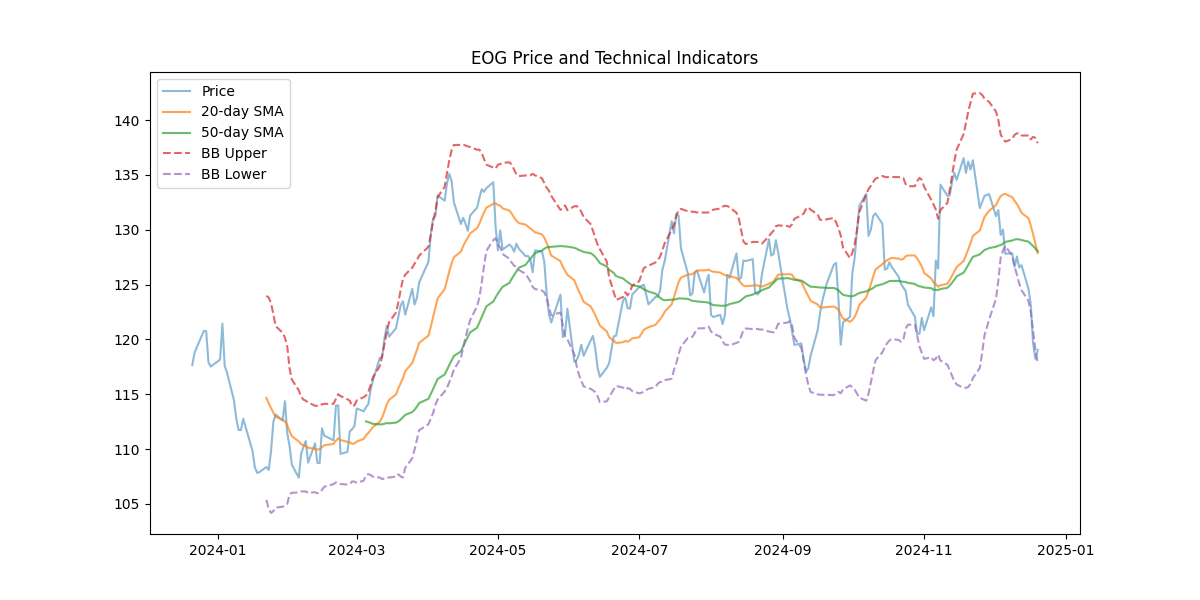 EOG Price and Technical Indicators
Price
20-day SMA
50-day SMA
BB Upper
BB Lower
140
135
130
125
120
115
110
105
2024-01
2024-03
2024-05
2024-07
2024-09
2024-11
2025-01